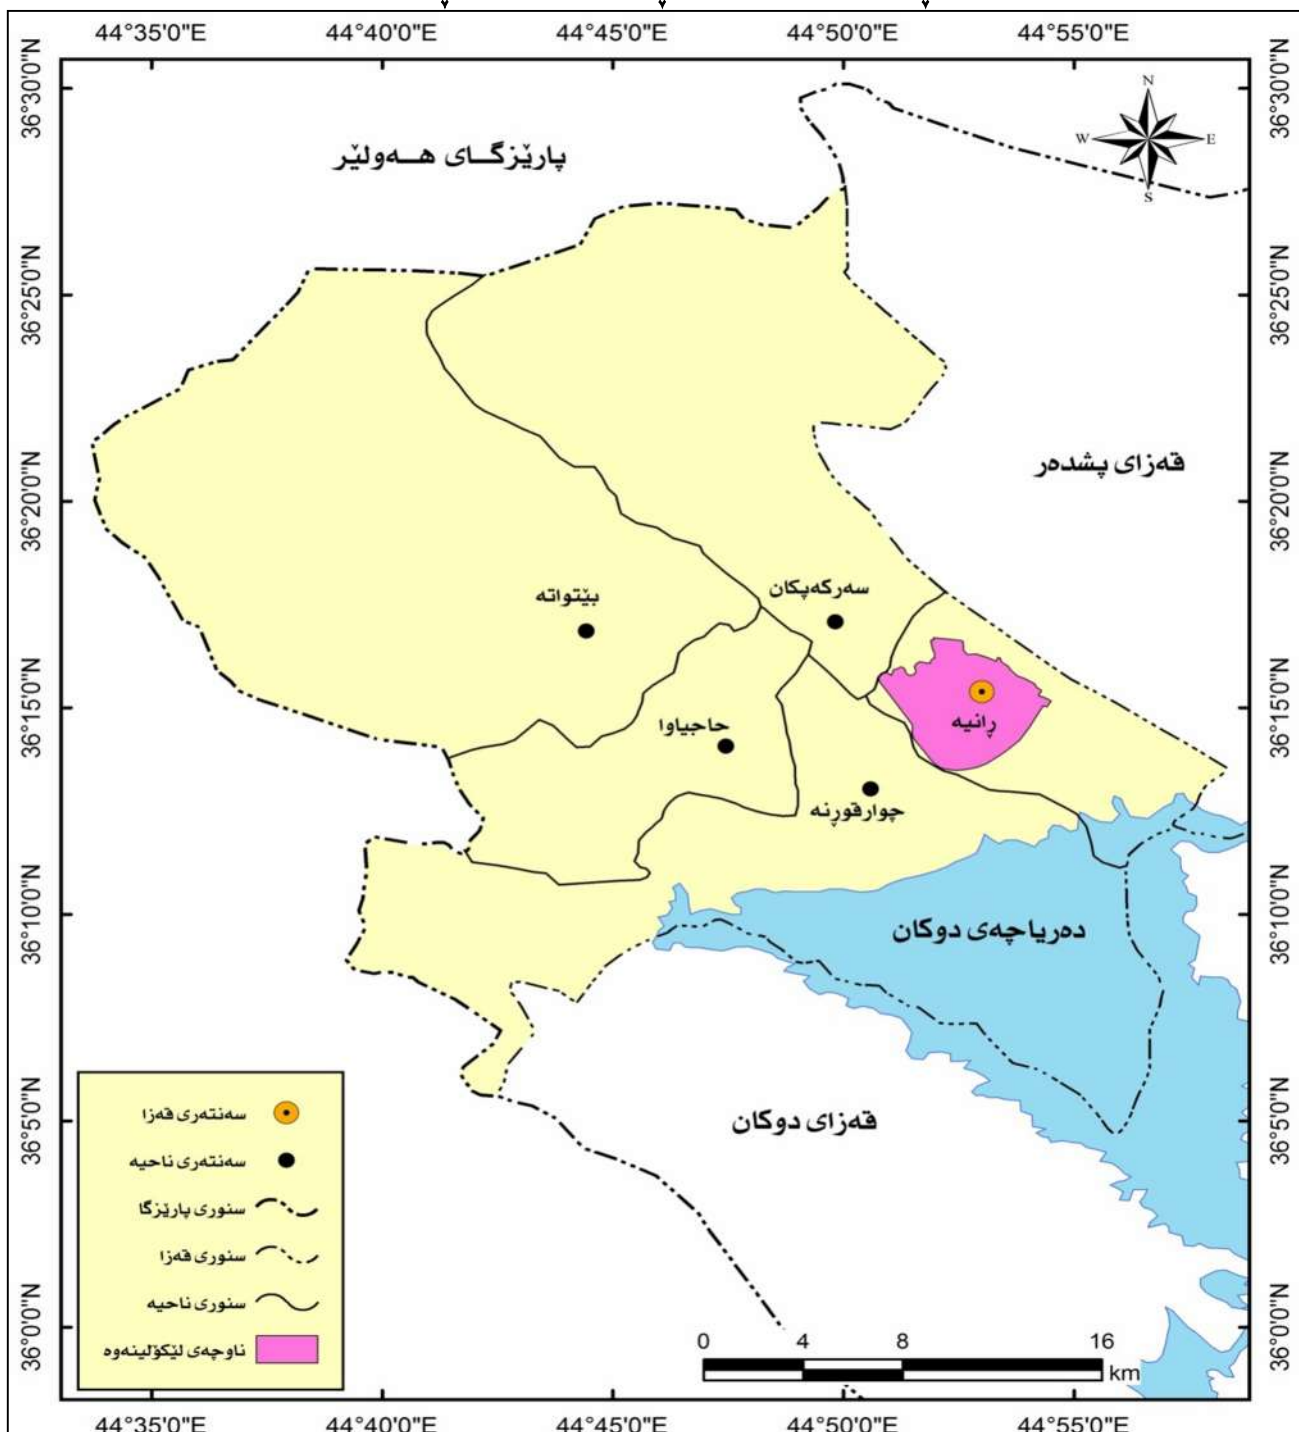 44°35'0"E 44°40'0"E 44°45'0"E 44°50'0"E 44°55'0"E
36°30'0"N 36°30'0"N
N
W E
S
پارێزگای هەولێر
36°25'0"N 36°25'0"N
قەزای پشدەر
36°20'0"N 36°20'0"N
سەرکەپکان
بێتواتە
36°15'0"N 36°15'0"N
ڕانیە
حاجیاوا
چوارقوڕنە
36°10'0"N 36°10'0"N
دەریاچەی دوکان
36°5'0"N 36°5'0"N
قەزای دوکان
سەنتەری قەزا
سەنتەری ناحیە
سنوری پارێزگا
سنوری قەزا
سنوری ناحیە
ناوچەی لێکۆلینەوە
36°0'0"N 36°0'0"N
0 4 8 16
km
44°35'0"E 44°40'0"E 44°45'0"E 44°50'0"E 44°55'0"E